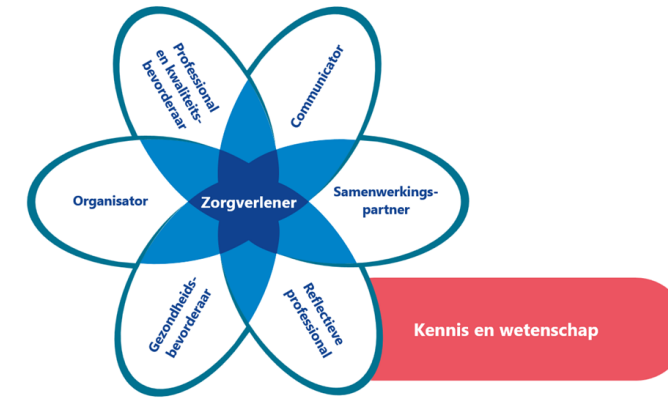 Professional
en kwaliteits-
bevorderaar
Communicator
Organisator
Zorgverlener
Samenwerkings-
partner
Gezondheids-
bevorderaar
Reflectieve
professional
Kennis en wetenschap